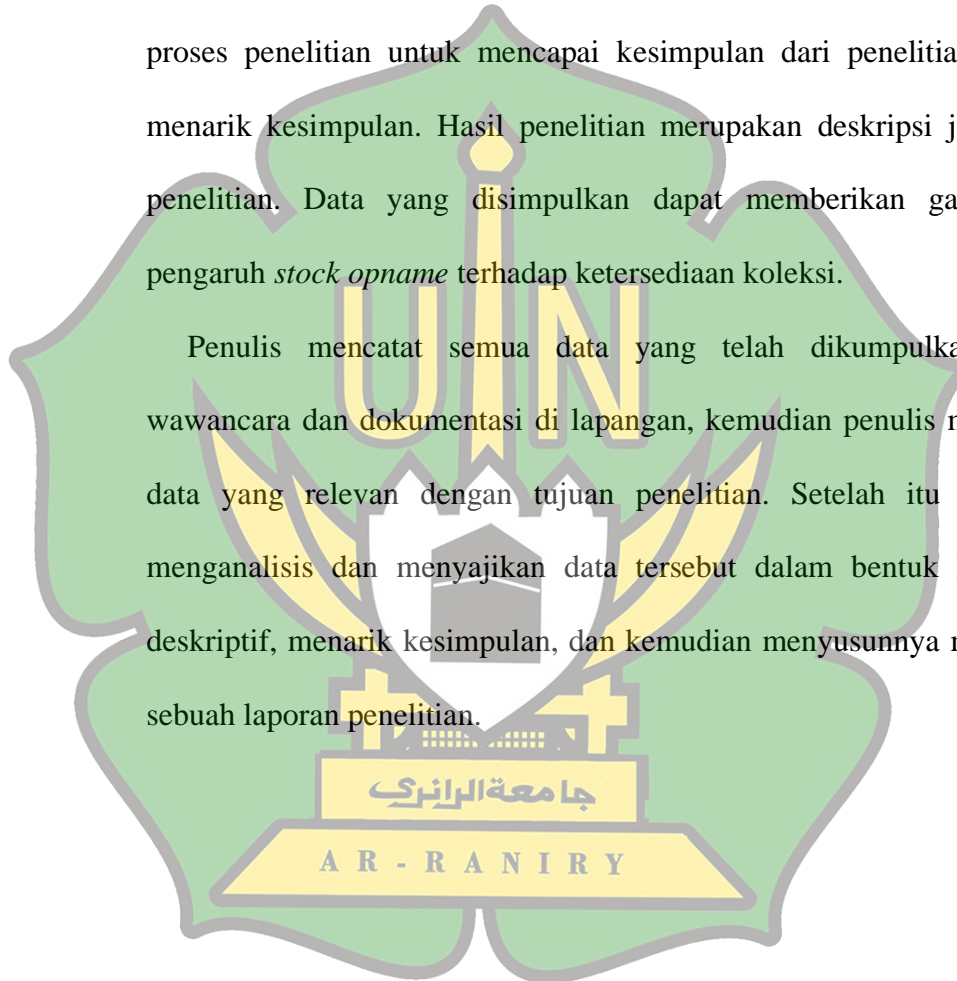 proses penelitian untuk mencapai kesimpulan dari penelitia
menarik kesimpulan. Hasil penelitian merupakan deskripsi j
penelitian. Data yang disimpulkan dapat memberikan ga
pengaruh stock opname terhadap ketersediaan koleksi.
Penulis mencatat semua data yang telah dikumpulka
wawancara dan dokumentasi di lapangan, kemudian penulis
data yang relevan dengan tujuan penelitian. Setelah itu
menganalisis dan menyajikan data tersebut dalam bentuk
deskriptif, menarik kesimpulan, dan kemudian menyusunnya
sebuah laporan penelitian.
UIN
جامعة الرانري
AR-RANIRY